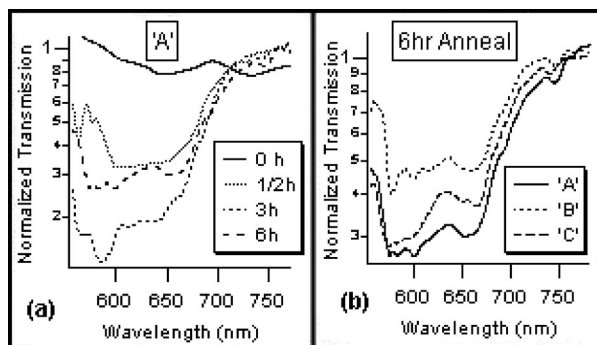 'A'
Normalized Transmission
1
9
8
7
6
5
4
3
2
0 h
1/2h
3h
6h
600 650 700 750
(a)
Wavelength (nm)
6hr Anneal
Normalized Transmission
1
9
8
7
6
5
4
3
'A'
'B'
'C'
600 650 700 750
(b)
Wavelength (nm)